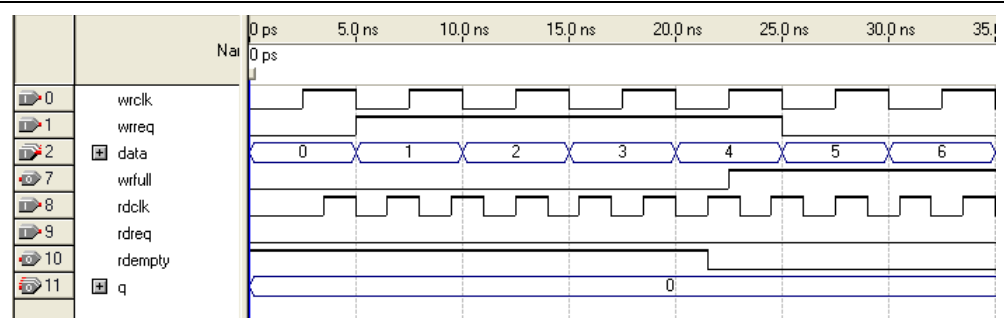 0 ps 5.0 ns 10.0 ns 15.0 ns 20.0 ns 25.0 ns 30.0 ns 35.
Nai 0 ps
0 wrclk
1 wrreq
2 data 0 1 2 3 4 5 6
7 wrfull
8 rdclk
9 rdreq
10 rdempty
11 q 0